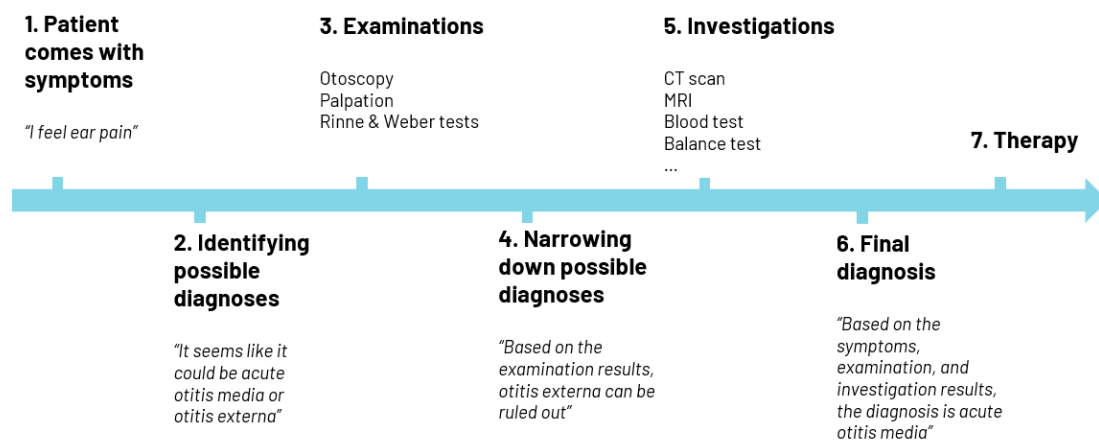 1. Patient
comes with
symptoms
“I feel ear pain”
2. Identifying
possible
diagnoses
“It seems like it
could be acute
otitis media or
otitis externa”
3. Examinations
Otoscopy
Palpation
Rinne & Weber tests
4. Narrowing
down possible
diagnoses
“Based on the
examination results,
otitis externa can be
ruled out”
5. Investigations
CT scan
MRI
Blood test
Balance test
...
6. Final
diagnosis
“Based on the
symptoms,
examination, and
investigation results,
the diagnosis is acute
otitis media”
7. Therapy